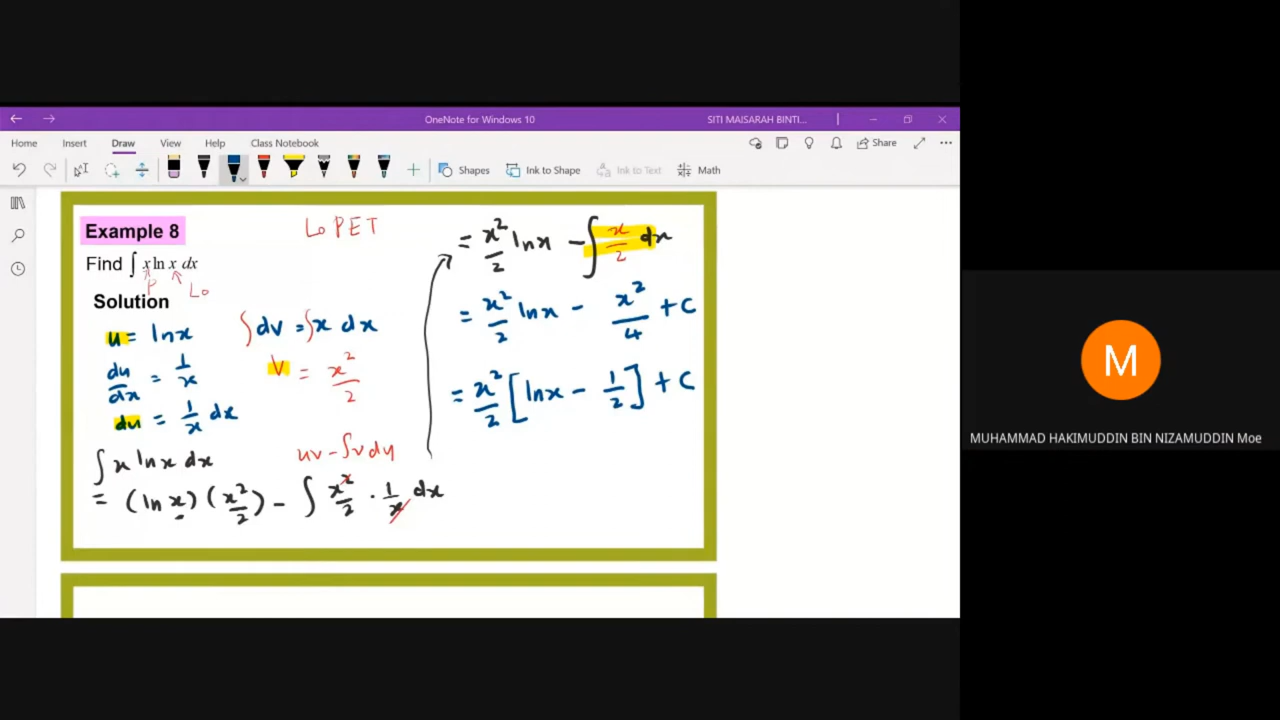 OneNote for Windows 10
SITI MAISARAH BINTI...
Home Insert Draw View Help Class Notebook
Share
Shapes Ink to Shape Ink to Text Math
Example 8
LoPET
Find ∫ x ln x dx
P Lo
Solution
u = ln x
∫dv = ∫x dx
du/dx = 1/x
v = x²/2
du = 1/x dx
∫ x ln x dx
uv - ∫v du
= (ln x)(x²/2) - ∫ x²/2 · 1/x dx
= x²/2 ln x - ∫ x/2 dx
= x²/2 ln x - x²/4 + c
= x²/2 [ln x - 1/2] + c
M
MUHAMMAD HAKIMUDDIN BIN NIZAMUDDIN Moe